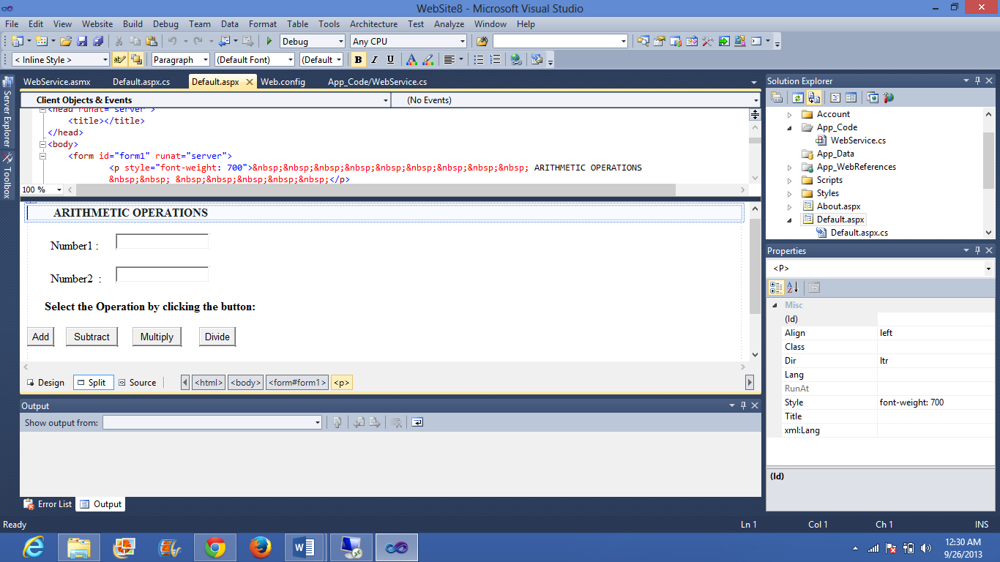 WebSite8 - Microsoft Visual Studio
File Edit View Website Build Debug Team Data Format Table Tools Architecture Test Analyze Window Help
Debug Any CPU
< Inline Style > Paragraph (Default Font) (Default B I U A
Server Explorer
Toolbox
WebService.asmx Default.aspx.cs Default.aspx Web.config App_Code/WebService.cs
Client Objects & Events (No Events)
<head runat="server">
<title></title>
</head>
<body>
<form id="form1" runat="server">
<p style="font-weight: 700">&nbsp;&nbsp;&nbsp;&nbsp;&nbsp;&nbsp;&nbsp;&nbsp;&nbsp; ARITHMETIC OPERATIONS
&nbsp;&nbsp; &nbsp;&nbsp;&nbsp;&nbsp;&nbsp;</p>
100 %
ARITHMETIC OPERATIONS
Number1 :
Number2 :
Select the Operation by clicking the button:
Add Subtract Multiply Divide
Design Split Source <html> <body> <form#form1> <p>
Output
Show output from:
Error List Output
Solution Explorer
Account
App_Code
WebService.cs
App_Data
App_WebReferences
Scripts
Styles
About.aspx
Default.aspx
Default.aspx.cs
Properties
<P>
Misc
(Id)
Align left
Class
Dir ltr
Lang
RunAt
Style font-weight: 700
Title
xml:Lang
(Id)
Ready Ln 1 Col 1 Ch 1 INS
12:30 AM
9/26/2013